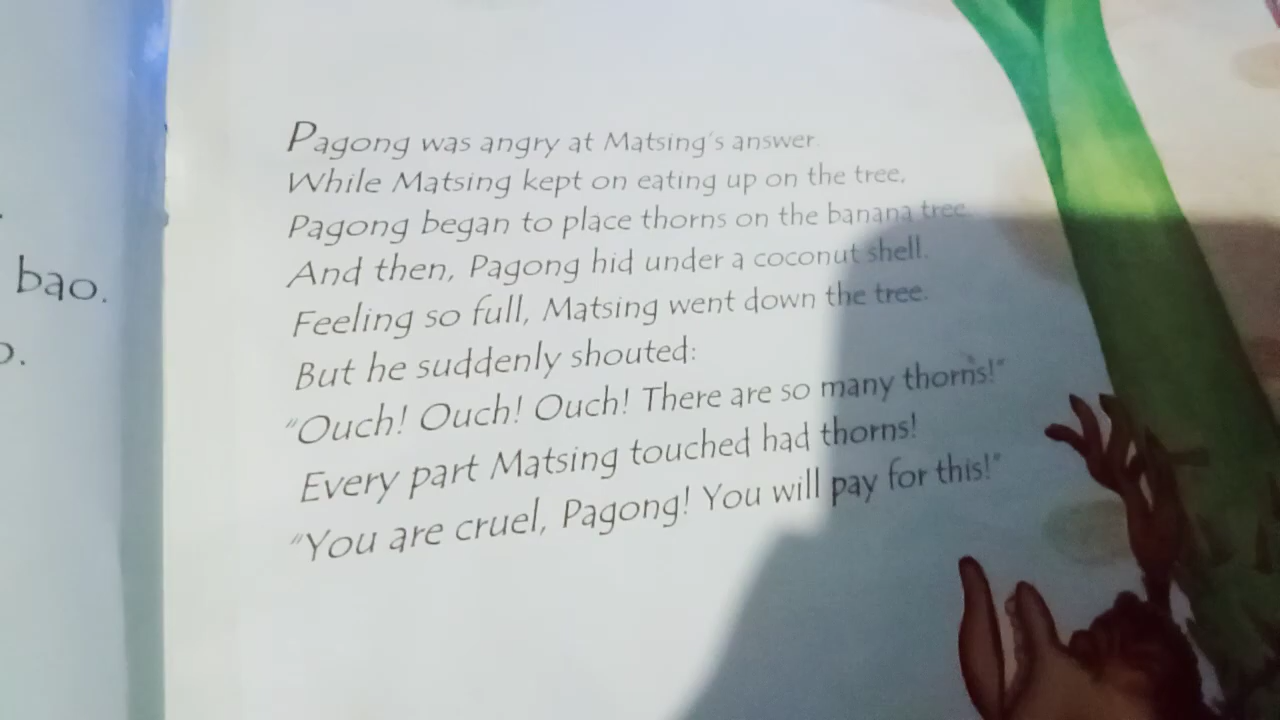 bao.
Pagong was angry at Matsing's answer.
While Matsing kept on eating up on the tree,
Pagong began to place thorns on the banana tree.
And then, Pagong hid under a coconut shell.
Feeling so full, Matsing went down the tree.
But he suddenly shouted:
"Ouch! Ouch! Ouch! There are so many thorns!"
Every part Matsing touched had thorns!
"You are cruel, Pagong! You will pay for this!"